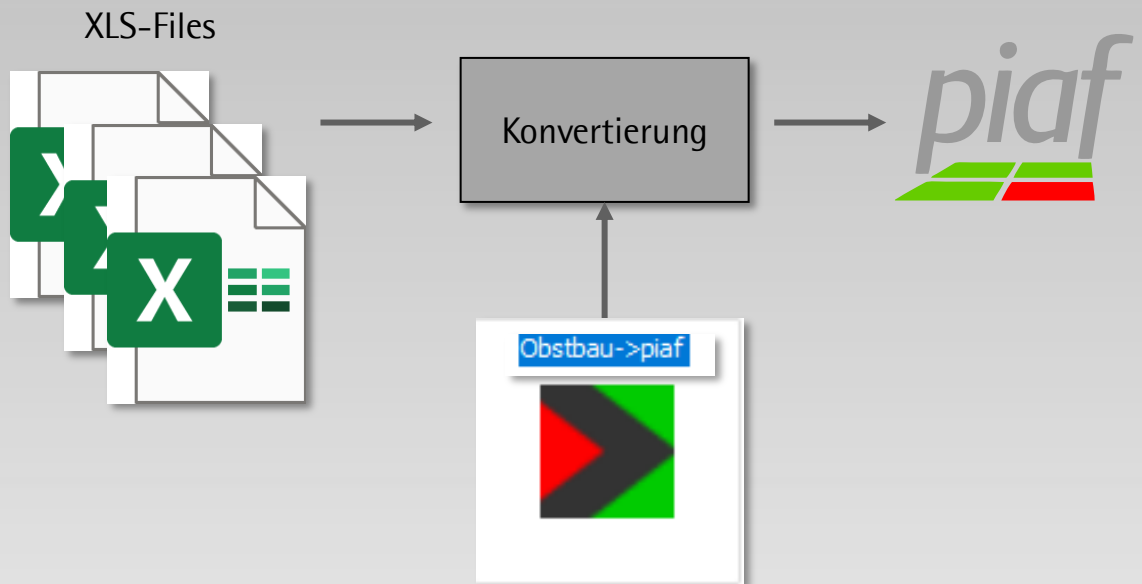 XLS-Files
Konvertierung
piaf
X
X
X
Obstbau->piaf